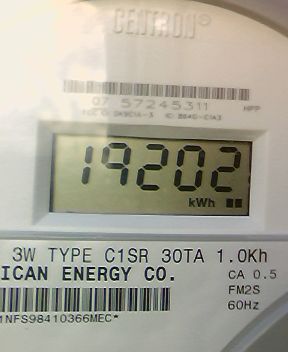 CENTRON®
07 57245311 HPP
19202
kWh
3W TYPE C1SR 30TA 1.0Kh
ICAN ENERGY CO. CA 0.5
FM2S
60Hz
1NFS98410366MEC*